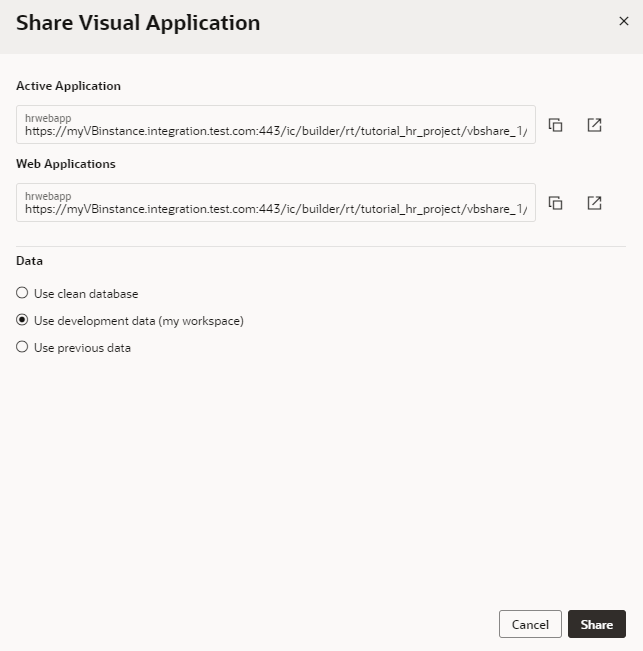 Share Visual Application
Active Application
hrwebapp
https://myVBinstance.integration.test.com:443/ic/builder/rt/tutorial_hr_project/vbshare_1/
Web Applications
hrwebapp
https://myVBinstance.integration.test.com:443/ic/builder/rt/tutorial_hr_project/vbshare_1/
Data
Use clean database
Use development data (my workspace)
Use previous data
Cancel
Share